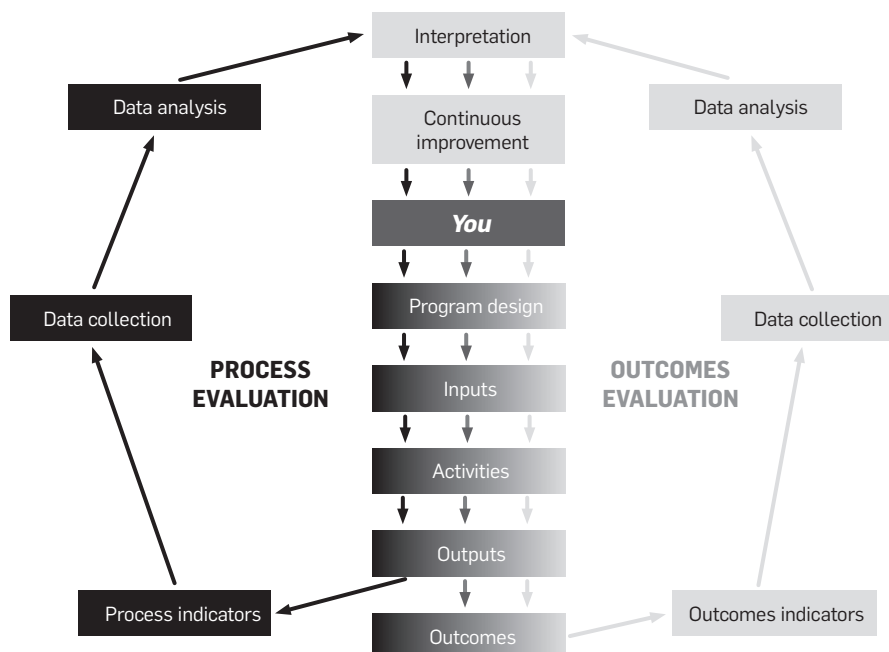 Interpretation
Data analysis
Data analysis
Continuous
improvement
You
Program design
Data collection
Data collection
PROCESS
EVALUATION
OUTCOMES
EVALUATION
Inputs
Activities
Outputs
Process indicators
Outcomes indicators
Outcomes